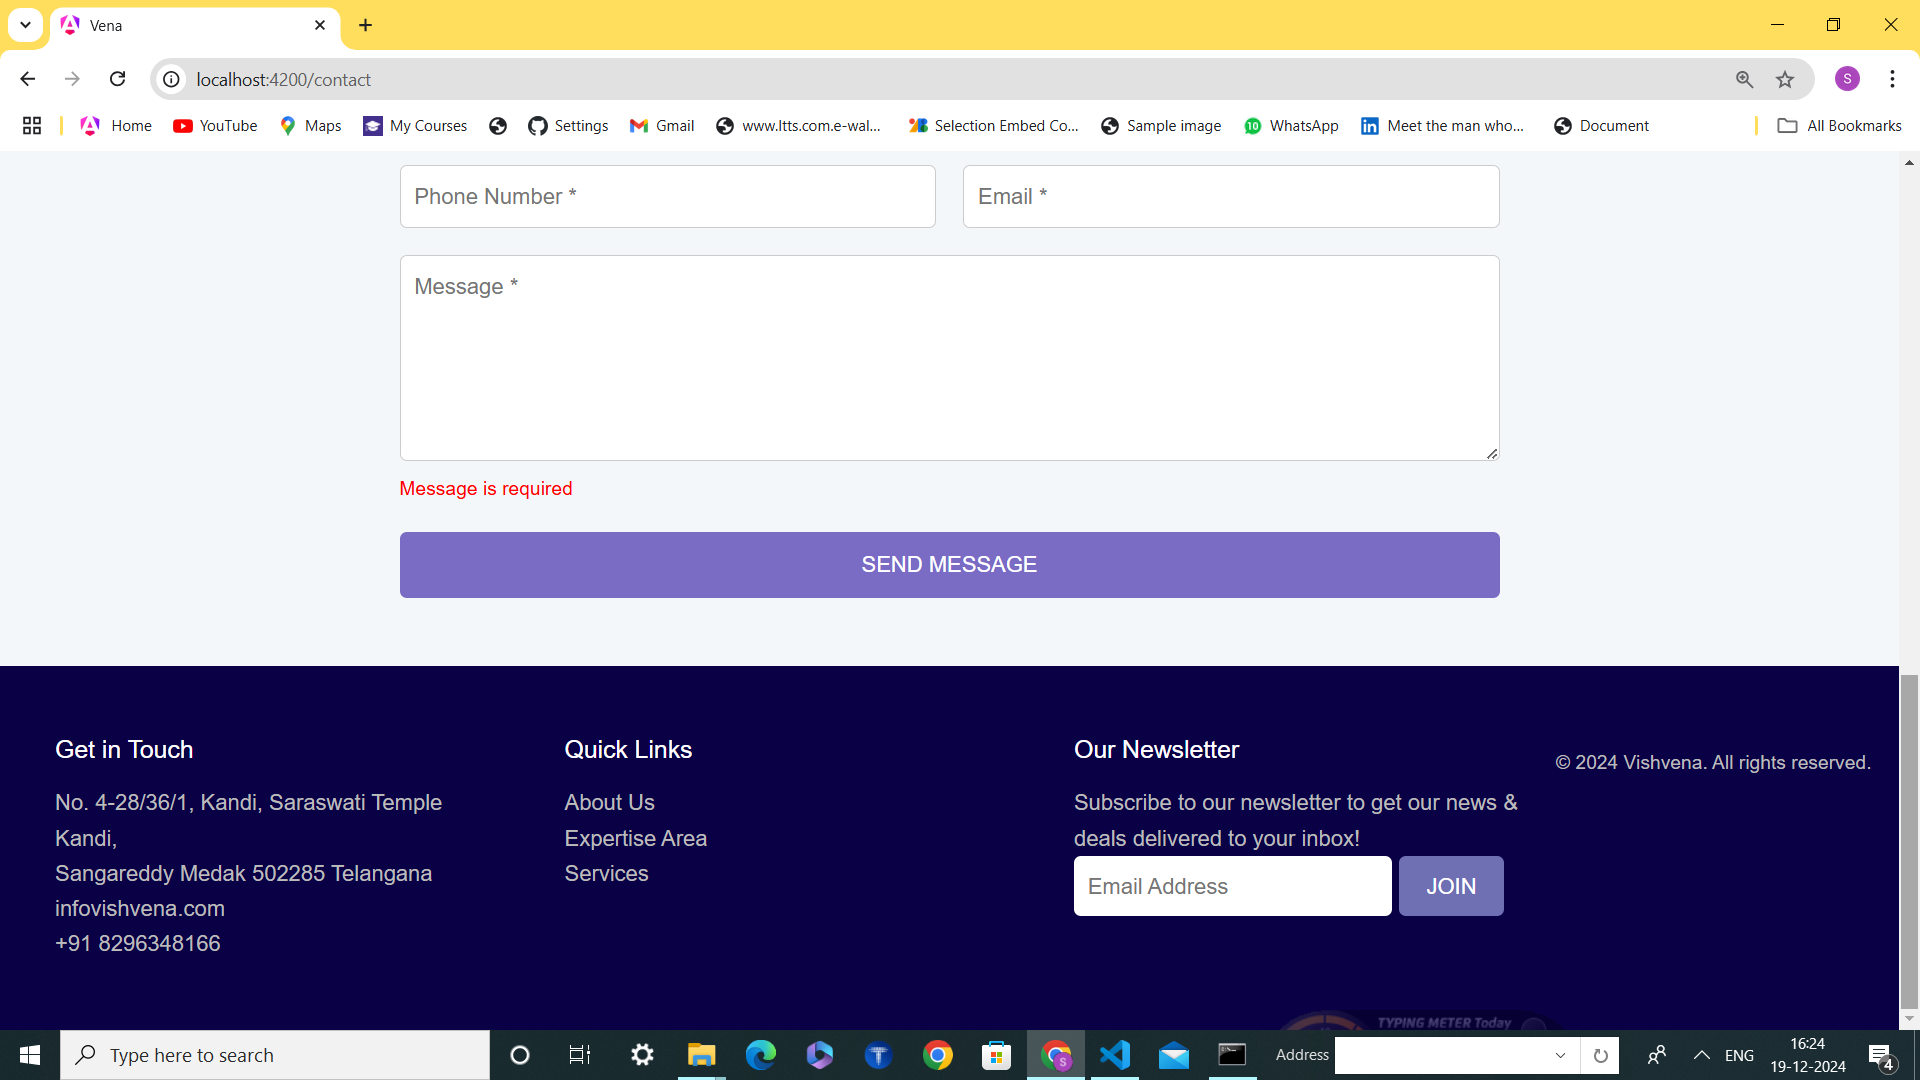 Vena
localhost:4200/contact
Home
YouTube
Maps
My Courses
Settings
Gmail
www.ltts.com.e-wal...
Selection Embed Co...
Sample image
10
WhatsApp
Meet the man who...
Document
All Bookmarks
S
Phone Number *
Email *
Message *
Message is required
SEND MESSAGE
Get in Touch
No. 4-28/36/1, Kandi, Saraswati Temple
Kandi,
Sangareddy Medak 502285 Telangana
infovishvena.com
+91 8296348166
Quick Links
About Us
Expertise Area
Services
Our Newsletter
Subscribe to our newsletter to get our news &
deals delivered to your inbox!
Email Address
JOIN
© 2024 Vishvena. All rights reserved.
TYPING METER Today
Type here to search
Address
ENG
16:24
19-12-2024
4